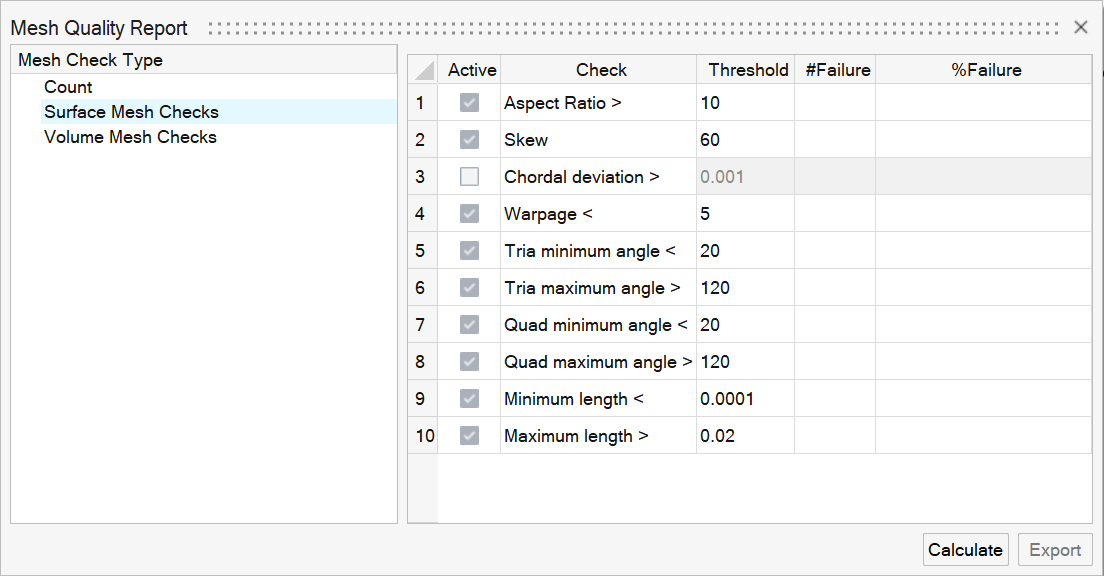 Mesh Quality Report
Mesh Check Type
Count
Surface Mesh Checks
Volume Mesh Checks
Active Check Threshold #Failure %Failure
1 Aspect Ratio > 10
2 Skew 60
3 Chordal deviation > 0.001
4 Warpage < 5
5 Tria minimum angle < 20
6 Tria maximum angle > 120
7 Quad minimum angle < 20
8 Quad maximum angle > 120
9 Minimum length < 0.0001
10 Maximum length > 0.02
Calculate Export